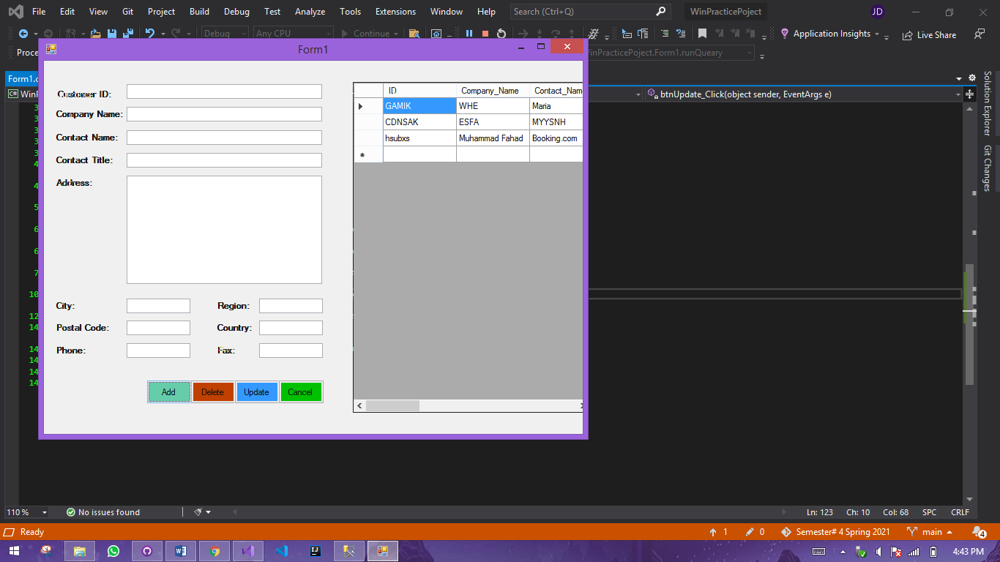 File Edit View Git Project Build Debug Test Analyze Tools Extensions Window Help Search (Ctrl+Q) WinPracticePoject JD
Debug Any CPU Continue Application Insights Live Share
Form1
inPracticePoject.Form1.runQueary
Form1.
C# Win
btnUpdate_Click(object sender, EventArgs e)
Solution Explorer
Git Changes
Customer ID:
Company Name:
Contact Name:
Contact Title:
Address:
City: Region:
Postal Code: Country:
Phone: Fax:
Add Delete Update Cancel
ID Company_Name Contact_Nam
GAMIK WHE Maria
CDNSAK ESFA MYYSNH
hsubxs Muhammad Fahad Booking.com
110 % No issues found Ln: 123 Ch: 10 Col: 68 SPC CRLF
Ready 1 0 Semester# 4 Spring 2021 main 4
4:43 PM